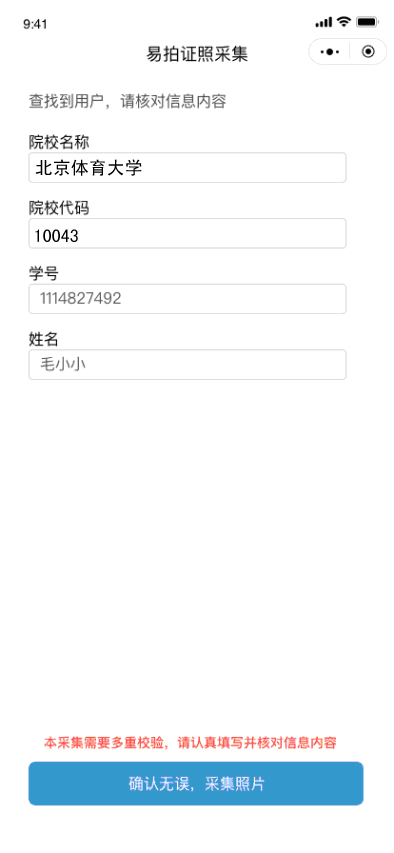 9:41
易拍证照采集
查找到用户，请核对信息内容
院校名称
北京体育大学
院校代码
10043
学号
1114827492
姓名
毛小小
本采集需要多重校验，请认真填写并核对信息内容
确认无误，采集照片